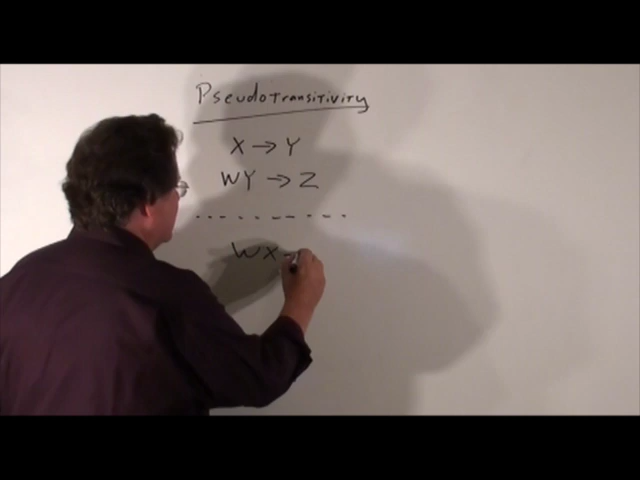 Pseudotransitivity
X → Y
WY → Z
WX -